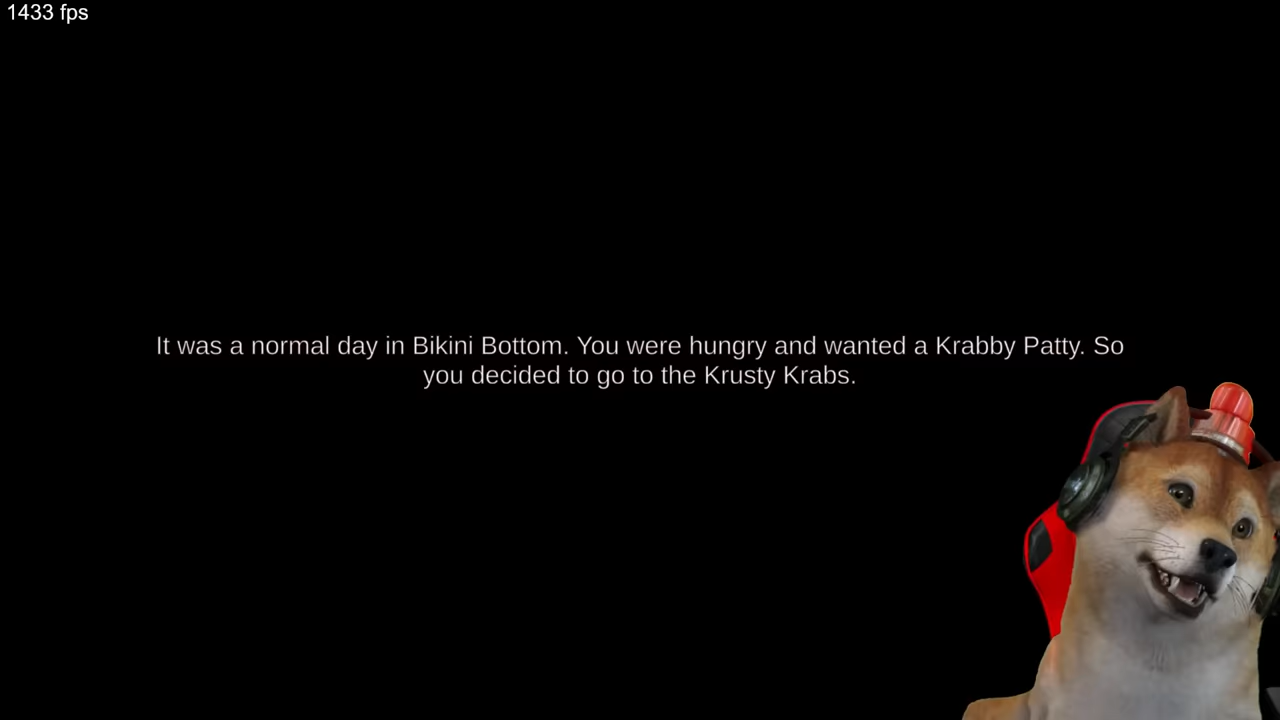 1433 fps
It was a normal day in Bikini Bottom. You were hungry and wanted a Krabby Patty. So
you decided to go to the Krusty Krabs.